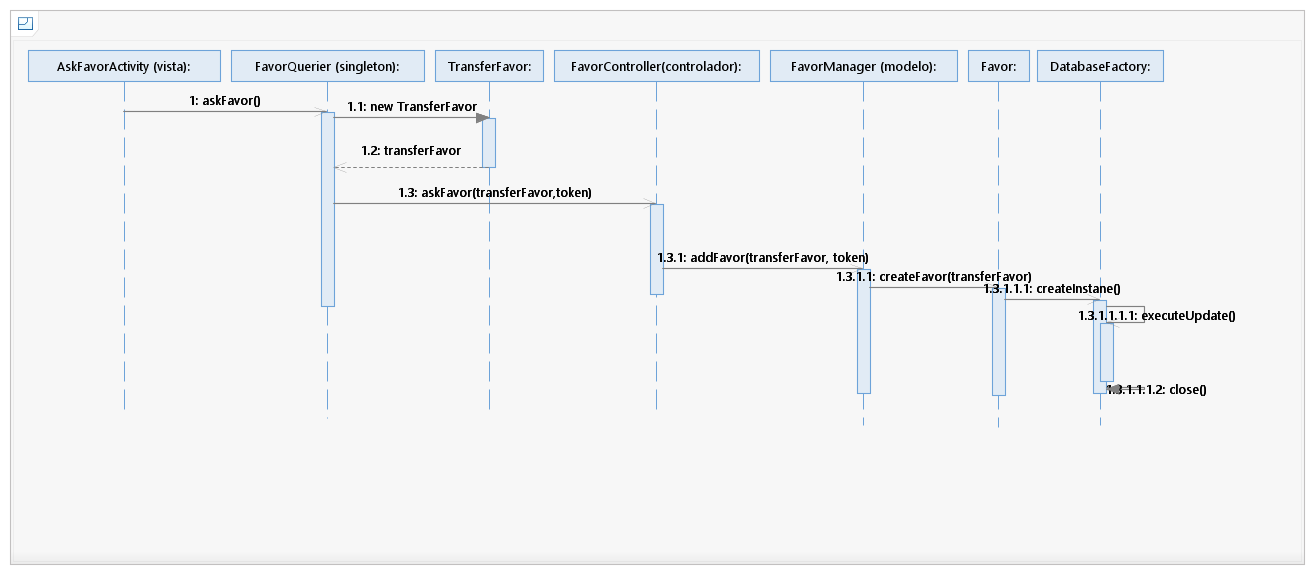 AskFavorActivity (vista):
FavorQuerier (singleton):
TransferFavor:
FavorController(controlador):
FavorManager (modelo):
Favor:
DatabaseFactory:
1: askFavor()
1.1: new TransferFavor
1.2: transferFavor
1.3: askFavor(transferFavor,token)
1.3.1: addFavor(transferFavor, token)
1.3.1.1: createFavor(transferFavor)
1.3.1.1.1: createInstane()
1.3.1.1.1.1: executeUpdate()
1.3.1.1.1.2: close()